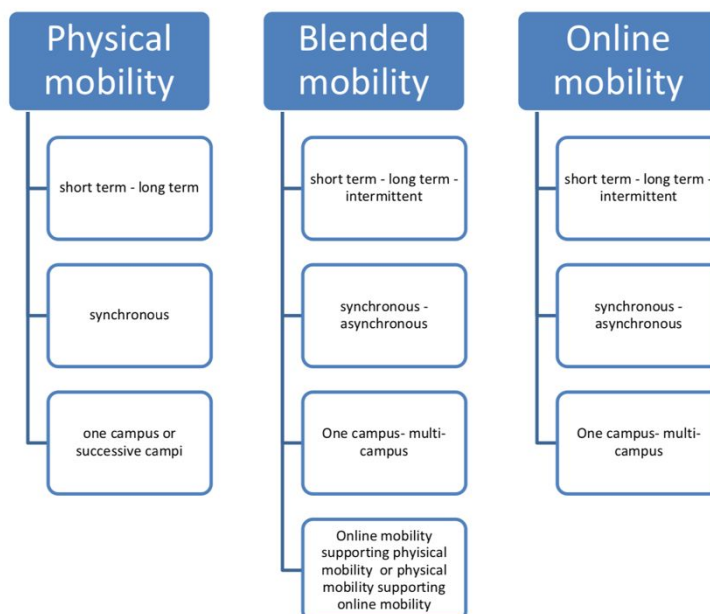 Physical
mobility
short term - long term
synchronous
one campus or
successive campi
Blended
mobility
short term - long term -
intermittent
synchronous -
asynchronous
One campus- multi-
campus
Online mobility
supporting phyisical
mobility or physical
mobility supporting
online mobility
Online
mobility
short term - long term -
intermittent
synchronous -
asynchronous
One campus- multi-
campus